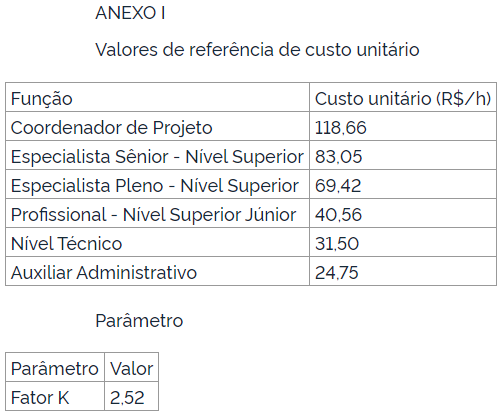 ANEXO I
Valores de referência de custo unitário
Função Custo unitário (R$/h)
Coordenador de Projeto 118,66
Especialista Sênior - Nível Superior 83,05
Especialista Pleno - Nível Superior 69,42
Profissional - Nível Superior Júnior 40,56
Nível Técnico 31,50
Auxiliar Administrativo 24,75
Parâmetro
Parâmetro Valor
Fator K 2,52